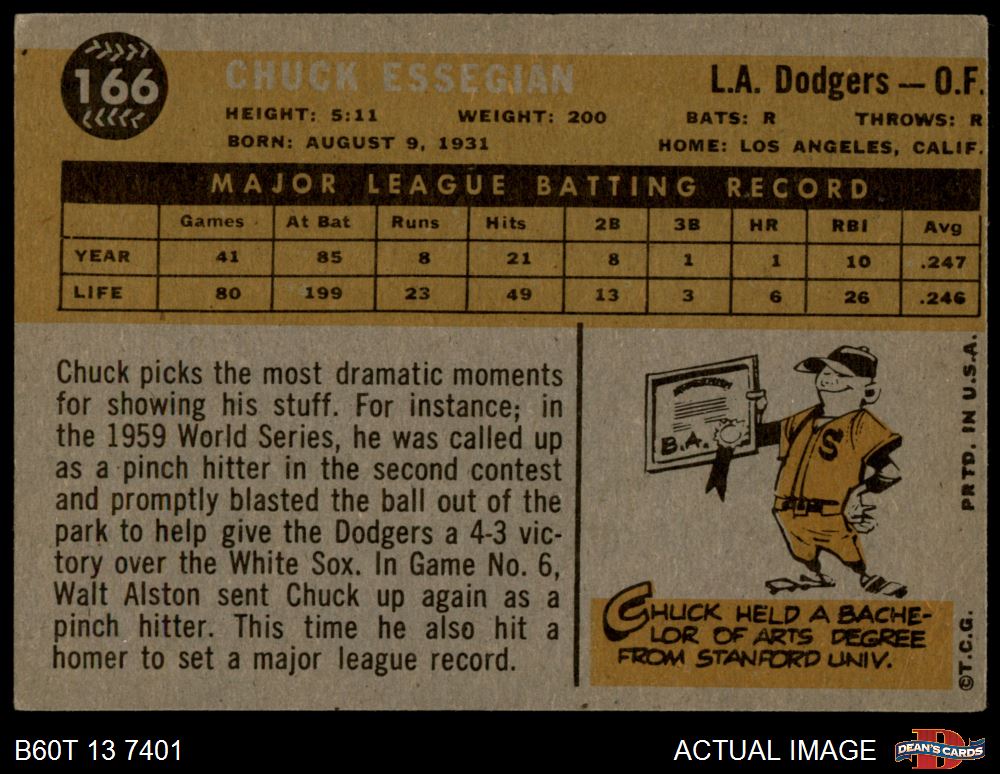 166
CHUCK ESSEGIAN
L.A. Dodgers — O.F.
HEIGHT: 5:11 WEIGHT: 200 BATS: R THROWS: R
BORN: AUGUST 9, 1931 HOME: LOS ANGELES, CALIF.
MAJOR LEAGUE BATTING RECORD
Games At Bat Runs Hits 2B 3B HR RBI Avg
YEAR 41 85 8 21 8 1 1 10 .247
LIFE 80 199 23 49 13 3 6 26 .246
Chuck picks the most dramatic moments
for showing his stuff. For instance; in
the 1959 World Series, he was called up
as a pinch hitter in the second contest
and promptly blasted the ball out of the
park to help give the Dodgers a 4-3 vic-
tory over the White Sox. In Game No. 6,
Walt Alston sent Chuck up again as a
pinch hitter. This time he also hit a
homer to set a major league record.
B.A.
S
CHUCK HELD A BACHE-
LOR OF ARTS DEGREE
FROM STANFORD UNIV.
©T.C.G. PRTD. IN U.S.A.
B60T 13 7401
ACTUAL IMAGE
D
DEAN'S CARDS